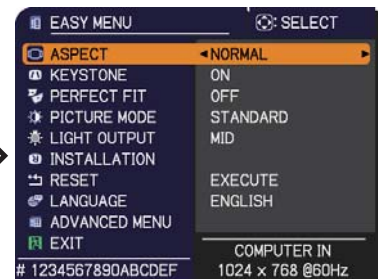 EASY MENU : SELECT
ASPECT NORMAL
KEYSTONE ON
PERFECT FIT OFF
PICTURE MODE STANDARD
LIGHT OUTPUT MID
INSTALLATION
RESET EXECUTE
LANGUAGE ENGLISH
ADVANCED MENU
EXIT
COMPUTER IN
# 1234567890ABCDEF 1024 x 768 @60Hz